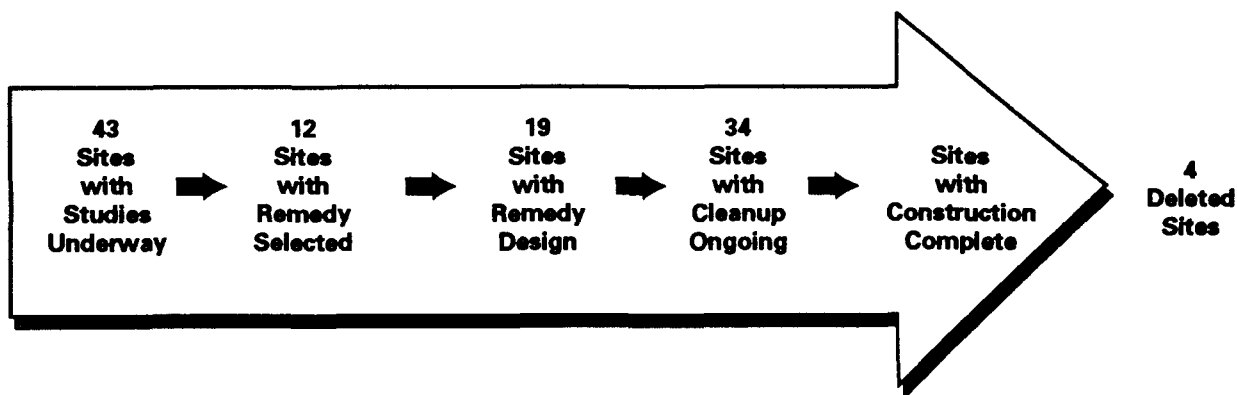 43
Sites
with
Studies
Underway
12
Sites
with
Remedy
Selected
19
Sites
with
Remedy
Design
34
Sites
with
Cleanup
Ongoing
Sites
with
Construction
Complete
4
Deleted
Sites